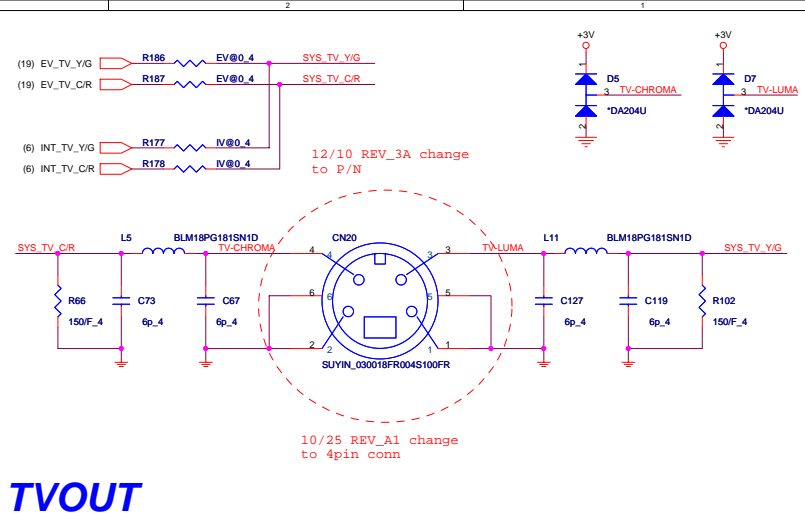 2 1
(19) EV_TV_Y/G R186 EV@0_4 SYS_TV_Y/G
(19) EV_TV_C/R R187 EV@0_4 SYS_TV_C/R
(6) INT_TV_Y/G R177 IV@0_4
(6) INT_TV_C/R R178 IV@0_4
+3V +3V
1 1
D5 D7
3 TV-CHROMA 3 TV-LUMA
*DA204U *DA204U
2 2
12/10 REV_3A change
to P/N
SYS_TV_C/R L5 BLM18PG181SN1D TV-CHROMA 4 4 CN20 3 3 TV-LUMA L11 BLM18PG181SN1D SYS_TV_Y/G
R66 C73 C67 6 6 5 5 C127 C119 R102
150/F_4 6p_4 6p_4 6p_4 6p_4 150/F_4
2 2 1 1
SUYIN_030018FR004S100FR
10/25 REV_A1 change
to 4pin conn
TVOUT